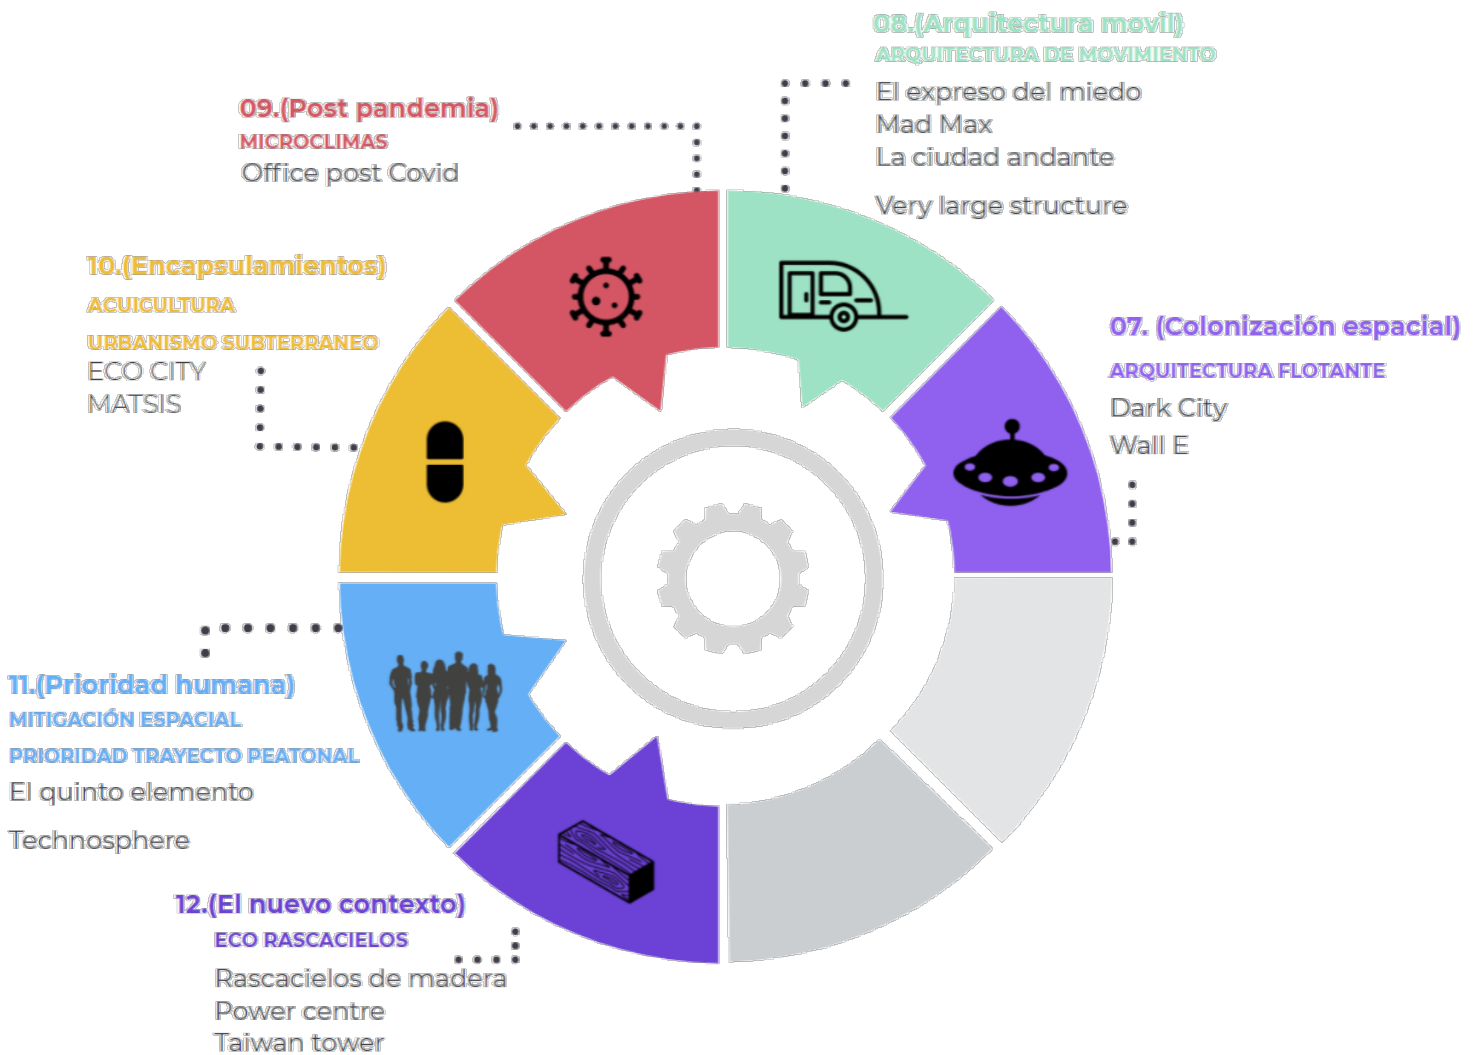 08.(Arquitectura movil)
ARQUITECTURA DE MOVIMIENTO
El expreso del miedo
Mad Max
La ciudad andante
Very large structure
09.(Post pandemia)
MICROCLIMAS
Office post Covid
10.(Encapsulamientos)
ACUICULTURA
URBANISMO SUBTERRANEO
ECO CITY
MATSIS
07. (Colonización espacial)
ARQUITECTURA FLOTANTE
Dark City
Wall E
11.(Prioridad humana)
MITIGACIÓN ESPACIAL
PRIORIDAD TRAYECTO PEATONAL
El quinto elemento
Technosphere
12.(El nuevo contexto)
ECO RASCACIELOS
Rascacielos de madera
Power centre
Taiwan tower